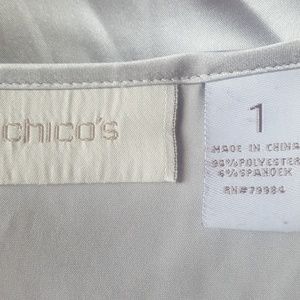 chico's
1
MADE IN CHINA
96%POLYESTER
4%SPANDEX
RN#79984